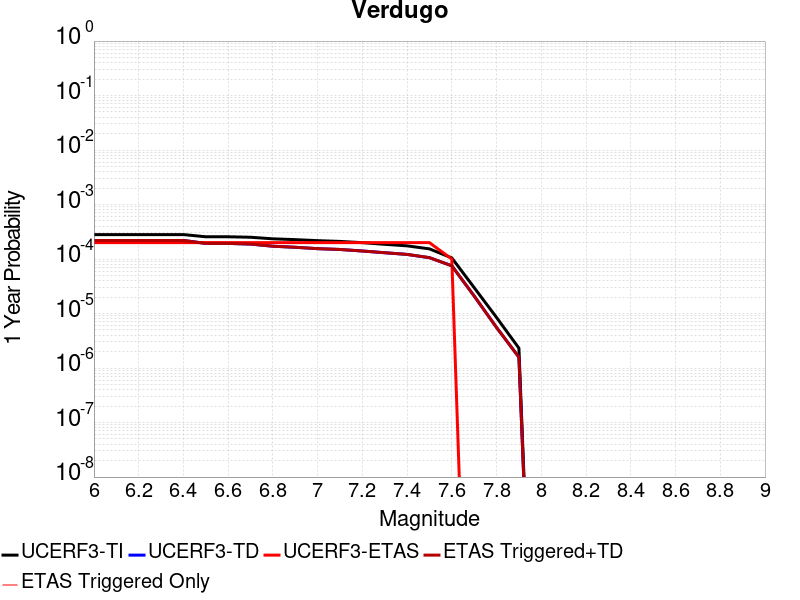 Verdugo
10^0
10^-1
10^-2
10^-3
10^-4
10^-5
10^-6
10^-7
10^-8
1 Year Probability
6 6.2 6.4 6.6 6.8 7 7.2 7.4 7.6 7.8 8 8.2 8.4 8.6 8.8 9
Magnitude
UCERF3-TI UCERF3-TD UCERF3-ETAS ETAS Triggered+TD
ETAS Triggered Only